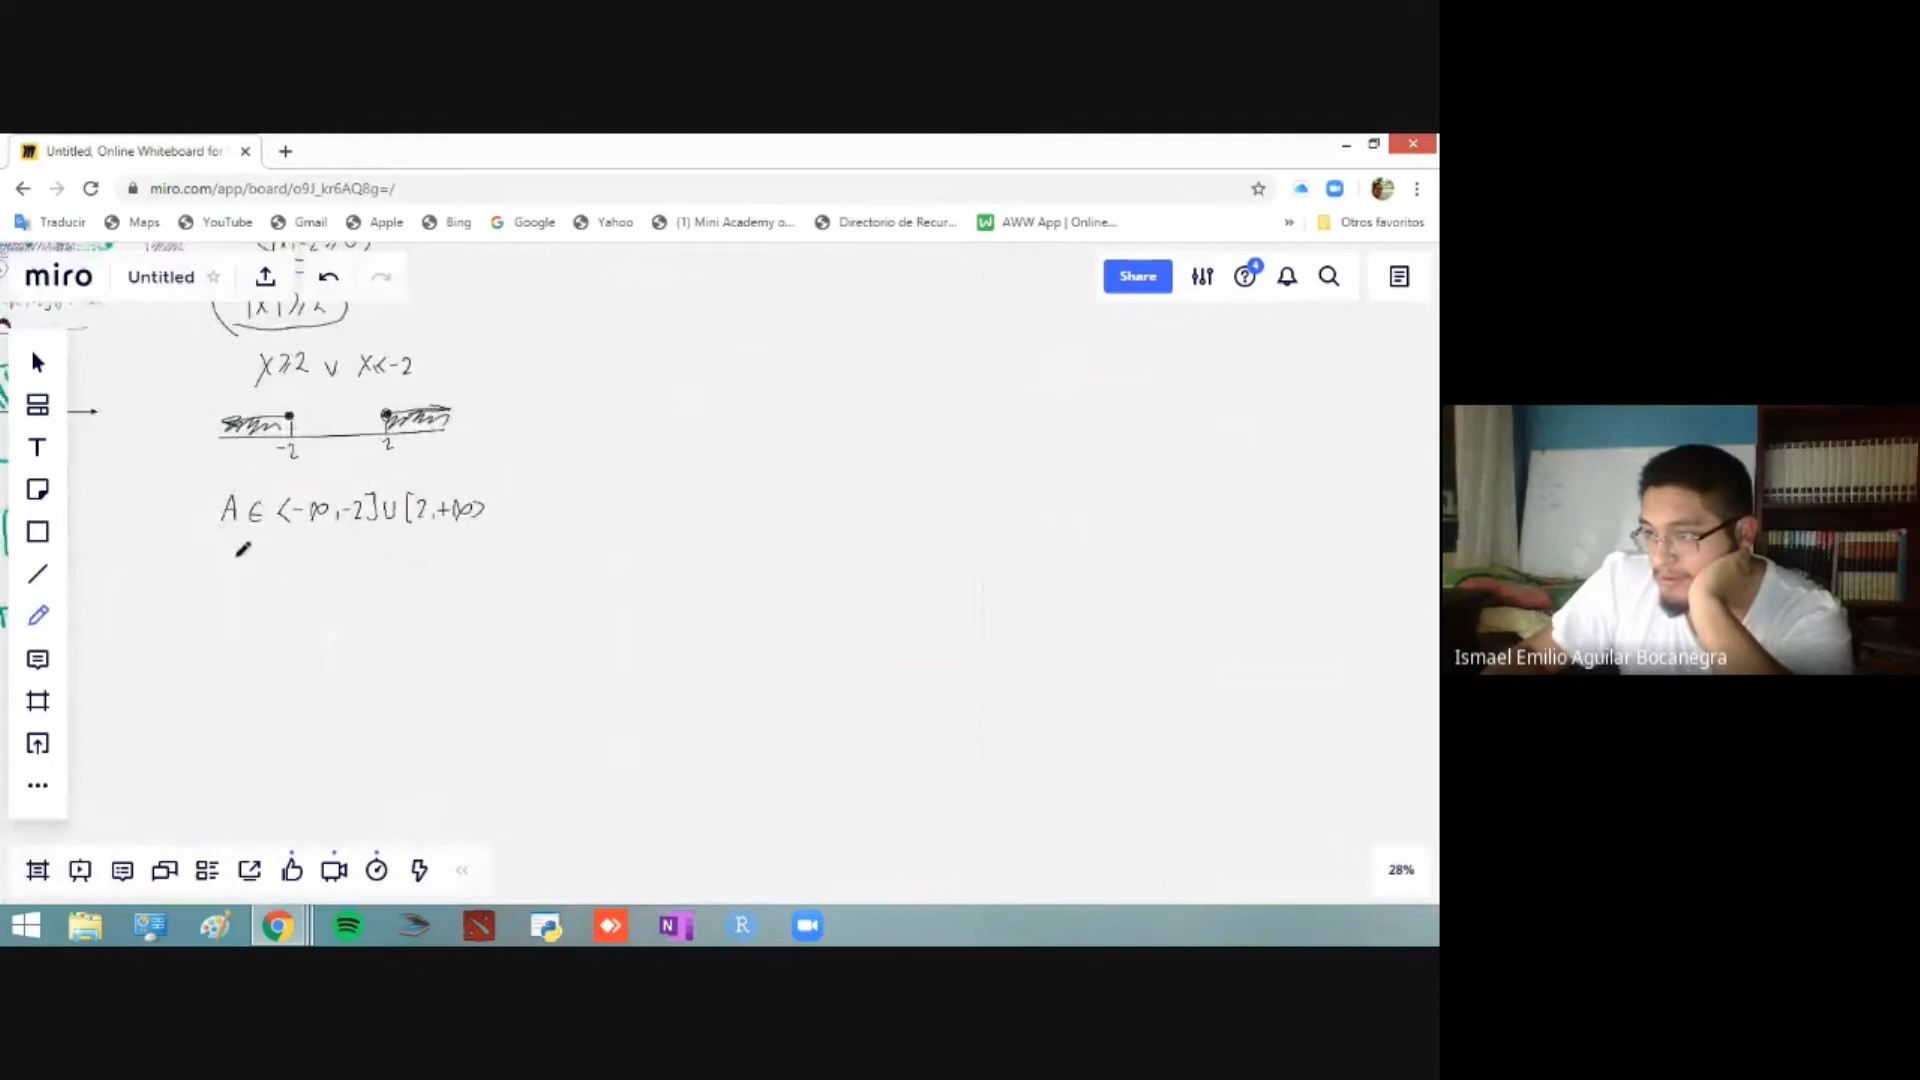 Untitled, Online Whiteboard for
miro.com/app/board/o9J_kr6AQ8g=/
Traducir Maps YouTube Gmail Apple Bing Google Yahoo (1) Mini Academy o... Directorio de Recur... AWW App | Online... » Otros favoritos
miro Untitled Share 4
|x| ⩾ 2
X⩾2 ∨ X⩽-2
-2 2
A ∈ <-∞,-2]U[2,+∞>
T
Ismael Emilio Aguilar Bocanegra
28%
N R